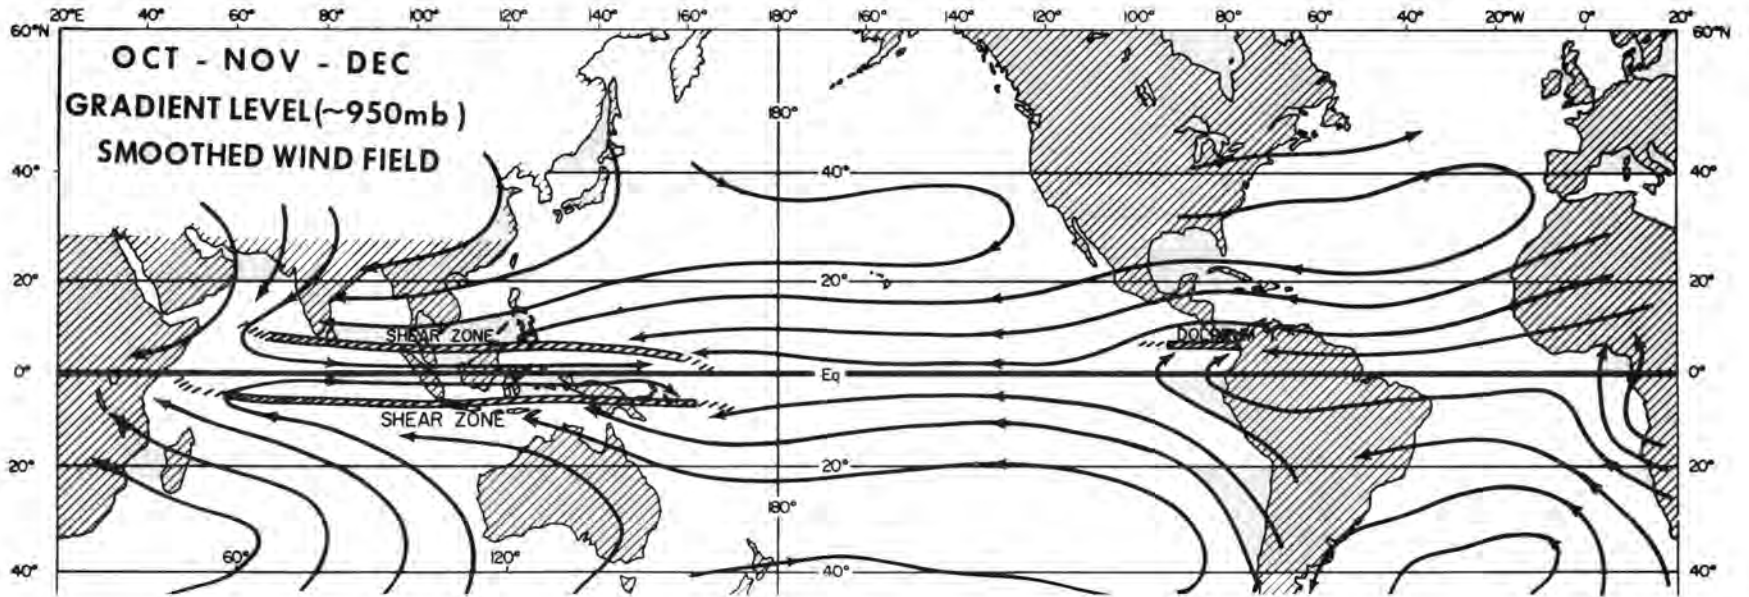 20°E 40° 60° 80° 100° 120° 140° 160° 180° 160° 140° 120° 100° 80° 60° 40° 20°W 0° 20°
60°N 60°N
OCT - NOV - DEC
GRADIENT LEVEL (~950mb)
SMOOTHED WIND FIELD
180°
40° 40° 40°
20° 20° 20°
SHEAR ZONE
0° Eq 0°
SHEAR ZONE
20° 20° 20°
180°
60° 120°
40° 40° 40°